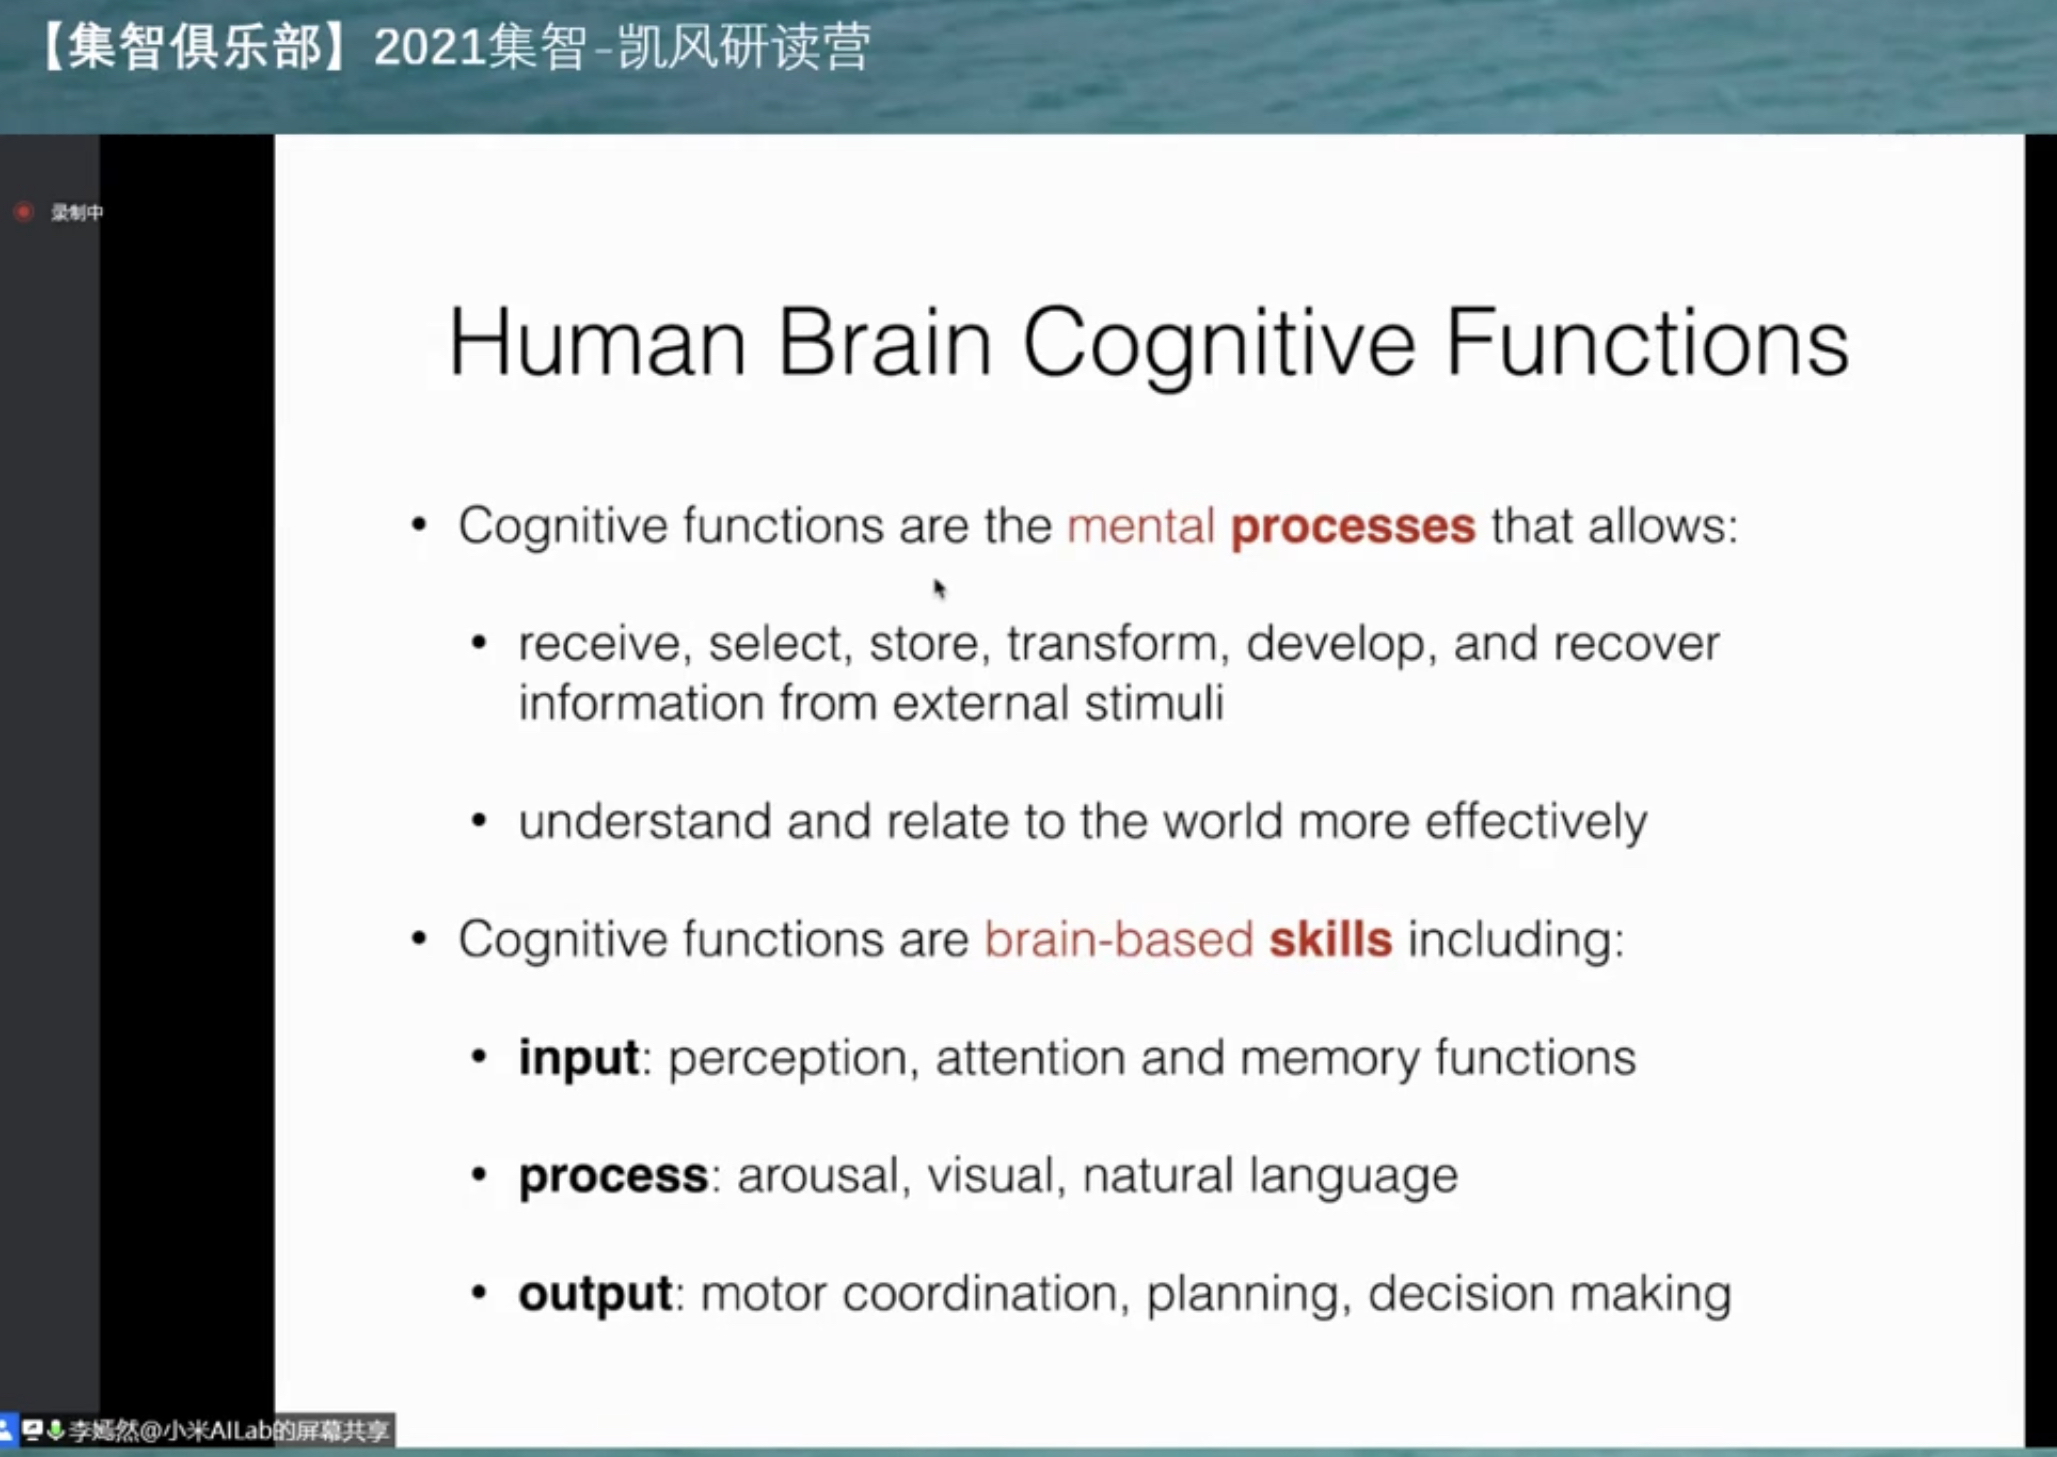 【集智俱乐部】2021集智-凯风研读营
录制中
Human Brain Cognitive Functions
• Cognitive functions are the mental processes that allows:
• receive, select, store, transform, develop, and recover
information from external stimuli
• understand and relate to the world more effectively
• Cognitive functions are brain-based skills including:
• input: perception, attention and memory functions
• process: arousal, visual, natural language
• output: motor coordination, planning, decision making
李嫣然@小米AILab的屏幕共享